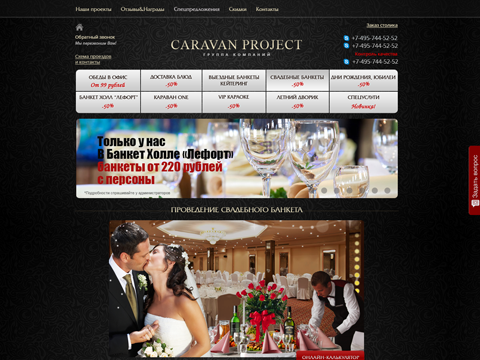 Наши проекты Отзывы&Награды Спецпредложения Скидки Контакты
Обратный звонок
Мы перезвоним Вам!
Схема проездов
и контакты
CARAVAN PROJECT
ГРУППА КОМПАНИЙ
Заказ столика
+7-495-744-52-52
+7-495-744-52-52
+7-495-744-52-52
ОБЕДЫ В ОФИС
От 99 рублей
ДОСТАВКА БЛЮД
-50%
ВЫЕЗДНЫЕ БАНКЕТЫ
КЕЙТЕРИНГ
СВАДЕБНЫЕ БАНКЕТЫ
-50%
ДНИ РОЖДЕНИЯ, ЮБИЛЕИ
-50%
БАНКЕТ ХОЛЛ "ЛЕФОРТ"
-50%
КАРАВАН ONE
-50%
VIP КАРАОКЕ
-50%
ЛЕТНИЙ ДВОРИК
-50%
СПЕЦУСЛУГИ
Новинка!
Только у нас
В Банкет Холле «Лефорт»
банкеты от 220 рублей
с персоны
*Подробности спрашивайте у администраторов
Задать вопрос
ПРОВЕДЕНИЕ СВАДЕБНОГО БАНКЕТА
ОНЛАЙН-КАЛЬКУЛЯТОР